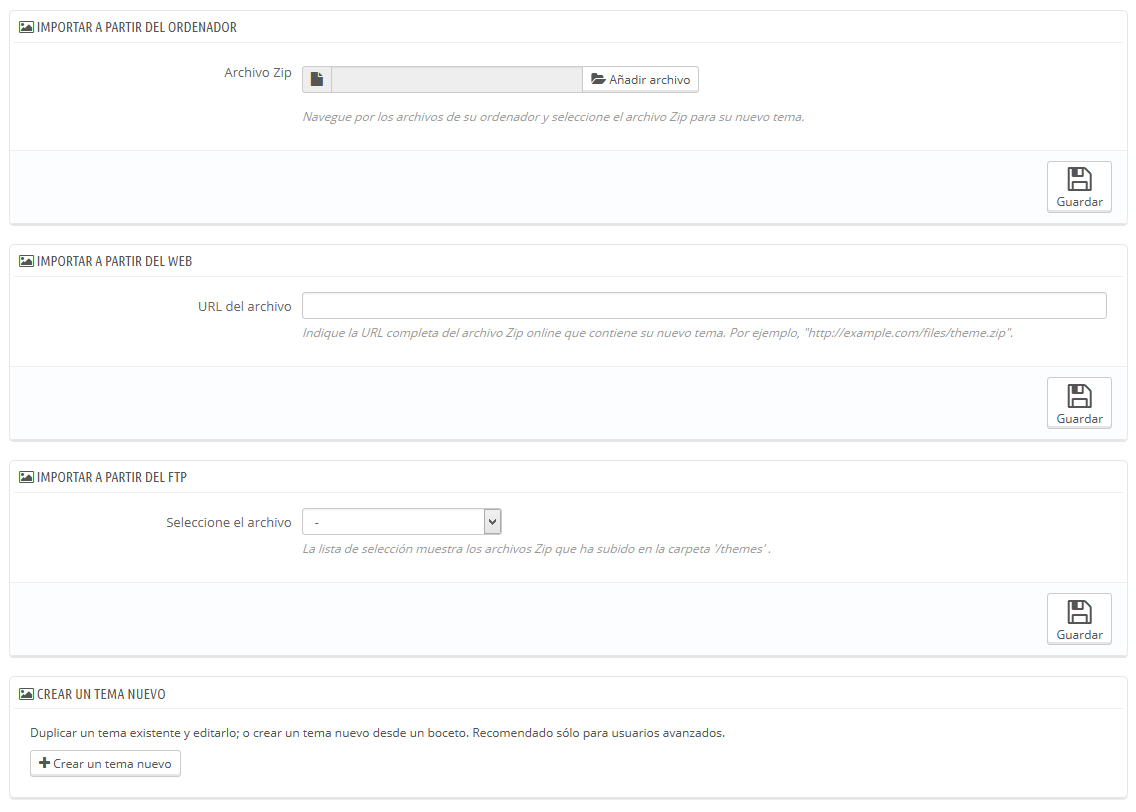 IMPORTAR A PARTIR DEL ORDENADOR
Archivo Zip
Añadir archivo
Navegue por los archivos de su ordenador y seleccione el archivo Zip para su nuevo tema.
Guardar
IMPORTAR A PARTIR DEL WEB
URL del archivo
Indique la URL completa del archivo Zip online que contiene su nuevo tema. Por ejemplo, "http://example.com/files/theme.zip".
Guardar
IMPORTAR A PARTIR DEL FTP
Seleccione el archivo -
La lista de selección muestra los archivos Zip que ha subido en la carpeta '/themes' .
Guardar
CREAR UN TEMA NUEVO
Duplicar un tema existente y editarlo; o crear un tema nuevo desde un boceto. Recomendado sólo para usuarios avanzados.
Crear un tema nuevo